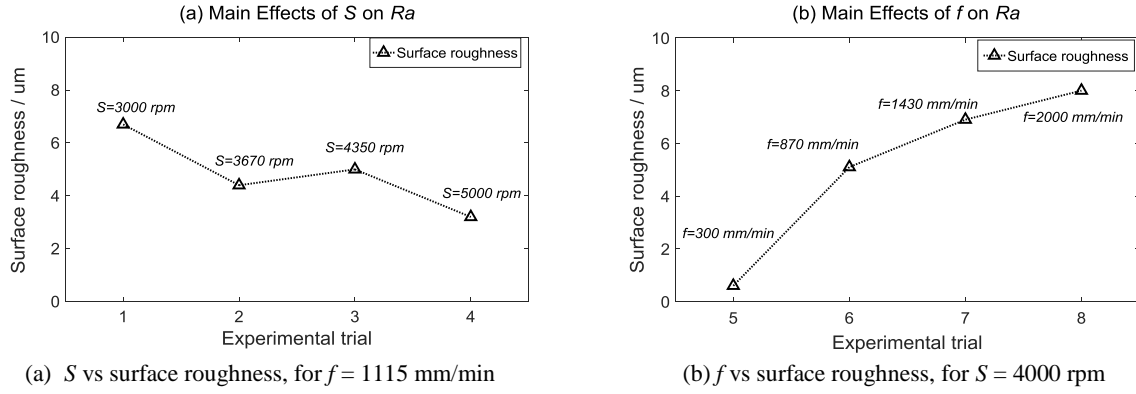 (a) Main Effects of S on Ra
Surface roughness
S=3000 rpm
S=3670 rpm
S=4350 rpm
S=5000 rpm
Surface roughness / um
10
8
6
4
2
0
1 2 3 4
Experimental trial
(a) S vs surface roughness, for f = 1115 mm/min
(b) Main Effects of f on Ra
Surface roughness
f=1430 mm/min
f=2000 mm/min
f=870 mm/min
f=300 mm/min
Surface roughness / um
10
8
6
4
2
0
5 6 7 8
Experimental trial
(b) f vs surface roughness, for S = 4000 rpm